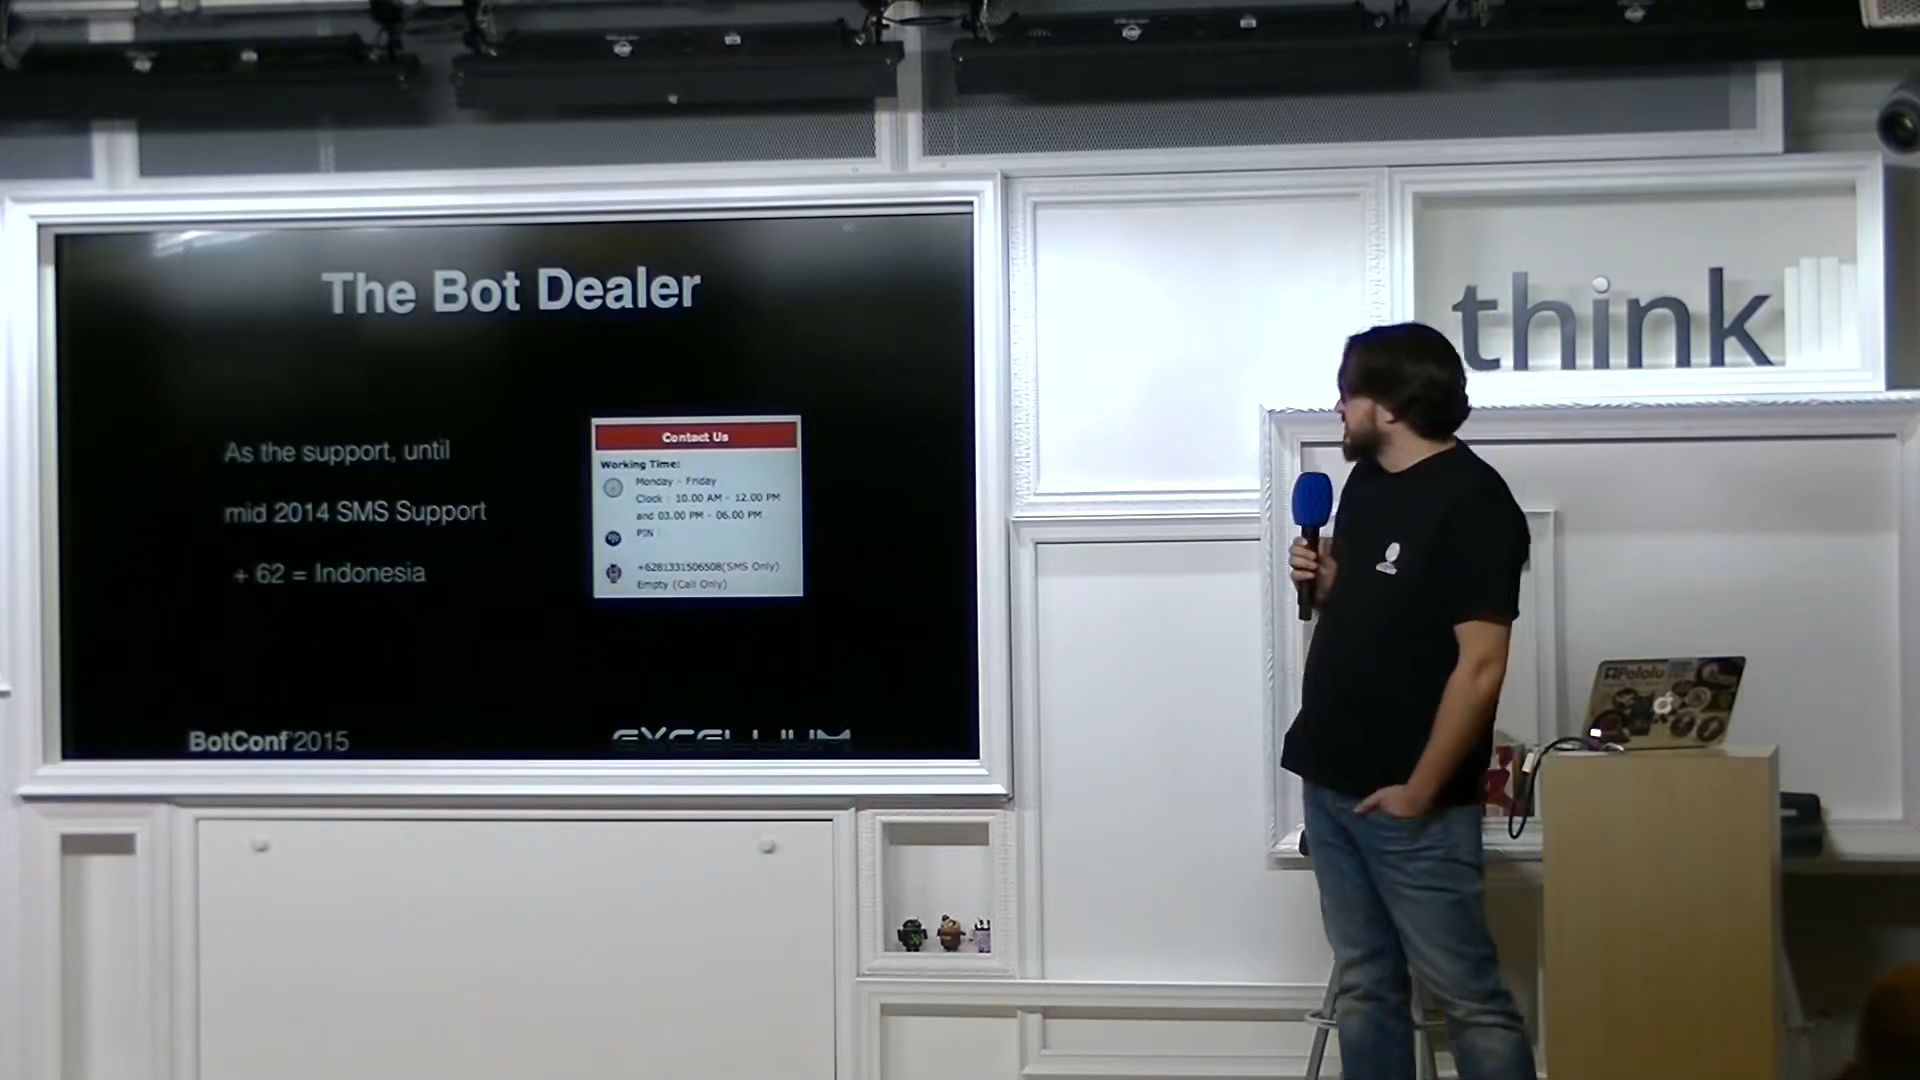 The Bot Dealer
As the support, until
mid 2014 SMS Support
+ 62 = Indonesia
Contact Us
Working Time:
Monday - Friday
Clock : 10.00 AM - 12.00 PM
and 03.00 PM - 06.00 PM
PIN :
+6281331506508(SMS Only)
Empty (Call Only)
BotConf'2015
EXCELLIUM
think
Pololu